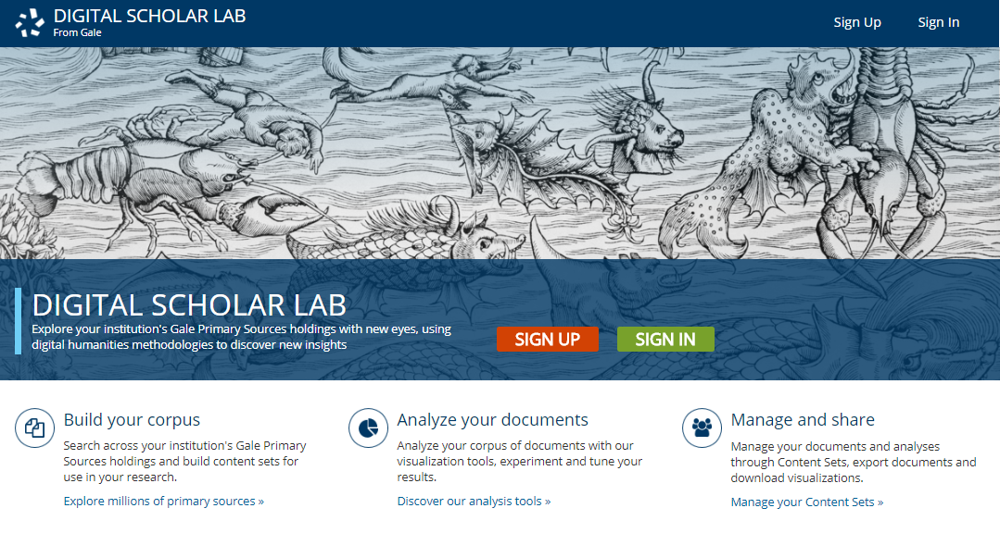 DIGITAL SCHOLAR LAB
From Gale
Sign Up
Sign In
DIGITAL SCHOLAR LAB
Explore your institution's Gale Primary Sources holdings with new eyes, using
digital humanities methodologies to discover new insights
SIGN UP
SIGN IN
Build your corpus
Search across your institution's Gale Primary
Sources holdings and build content sets for
use in your research.
Explore millions of primary sources »
Analyze your documents
Analyze your corpus of documents with our
visualization tools, experiment and tune your
results.
Discover our analysis tools »
Manage and share
Manage your documents and analyses
through Content Sets, export documents and
download visualizations.
Manage your Content Sets »